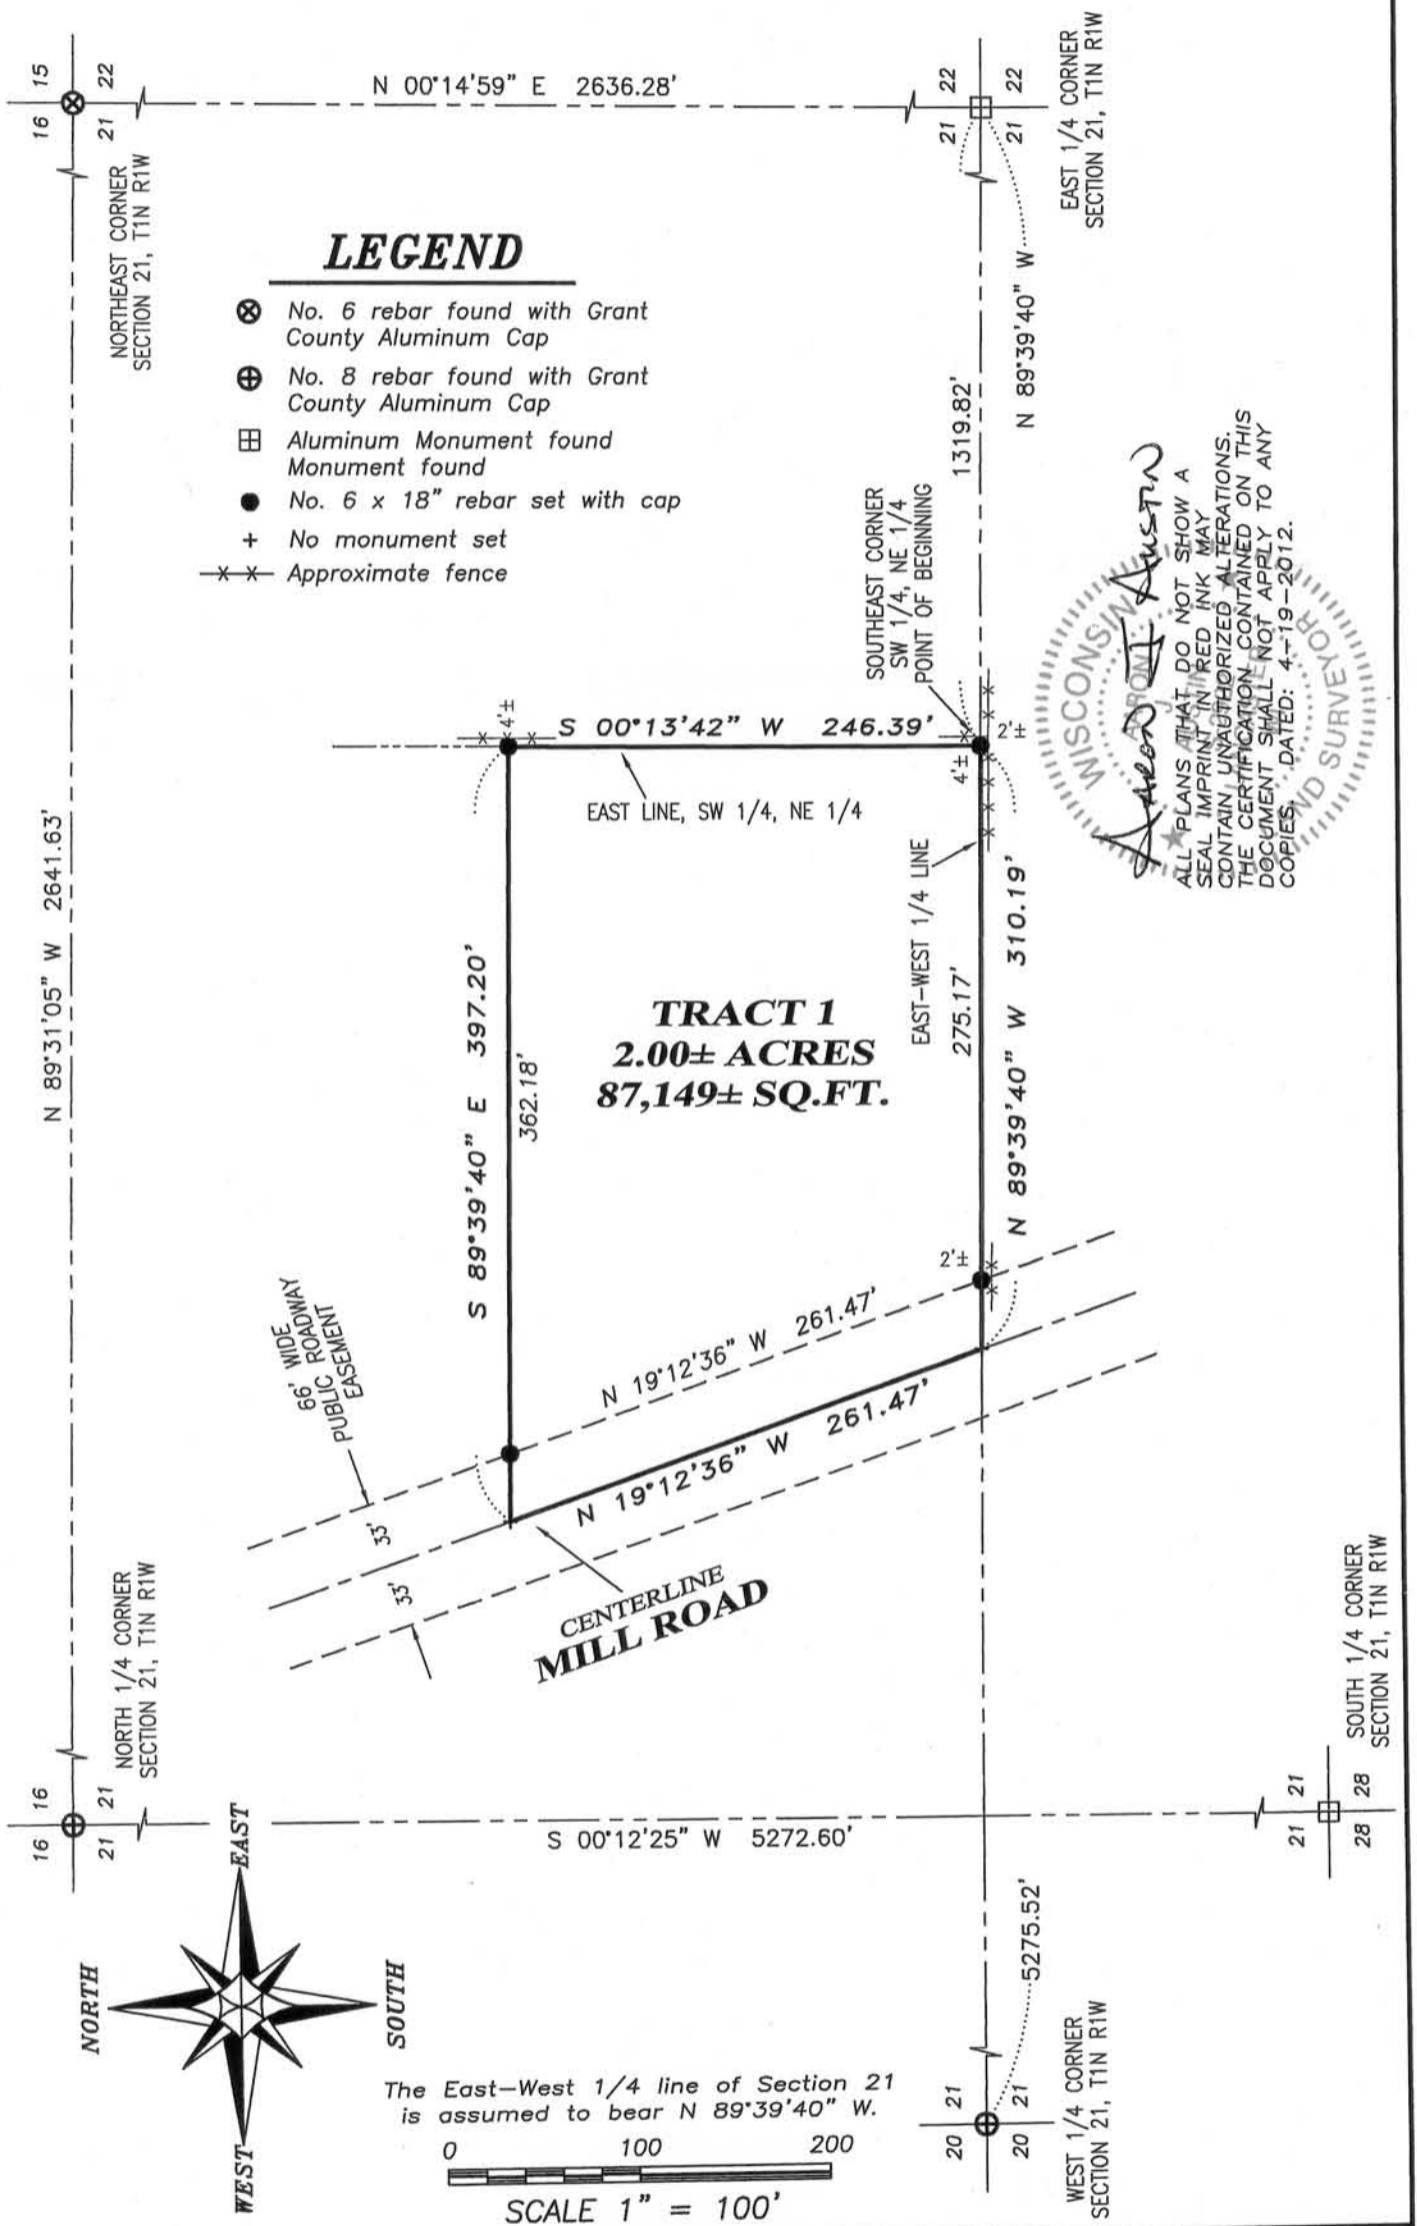 15
16
22
21
N 00°14'59" E 2636.28'
22
21
22
21
EAST 1/4 CORNER
SECTION 21, T1N R1W
NORTHEAST CORNER
SECTION 21, T1N R1W
LEGEND
No. 6 rebar found with Grant
County Aluminum Cap
No. 8 rebar found with Grant
County Aluminum Cap
Aluminum Monument found
Monument found
No. 6 x 18" rebar set with cap
No monument set
Approximate fence
N 89°39'40" W
1319.82'
SOUTHEAST CORNER
SW 1/4, NE 1/4
POINT OF BEGINNING
4'±
S 00°13'42" W 246.39'
2'±
4'±
EAST LINE, SW 1/4, NE 1/4
EAST-WEST 1/4 LINE
N 89°31'05" W 2641.63'
S 89°39'40" E 397.20'
362.18'
TRACT 1
2.00± ACRES
87,149± SQ.FT.
275.17'
N 89°39'40" W 310.19'
Aaron J Austin
WISCONSIN
AARON
J.
AUSTIN
LAND SURVEYOR
ALL PLANS THAT DO NOT SHOW A
SEAL IMPRINT IN RED INK MAY
CONTAIN UNAUTHORIZED ALTERATIONS.
THE CERTIFICATION CONTAINED ON THIS
DOCUMENT SHALL NOT APPLY TO ANY
COPIES. DATED: 4-19-2012.
2'±
66' WIDE
PUBLIC ROADWAY
EASEMENT
N 19°12'36" W 261.47'
N 19°12'36" W 261.47'
33'
33'
CENTERLINE
MILL ROAD
NORTH 1/4 CORNER
SECTION 21, T1N R1W
16
16
21
21
S 00°12'25" W 5272.60'
SOUTH 1/4 CORNER
SECTION 21, T1N R1W
21
21
28
28
EAST
NORTH
SOUTH
WEST
5275.52'
WEST 1/4 CORNER
SECTION 21, T1N R1W
21
20
21
20
The East-West 1/4 line of Section 21
is assumed to bear N 89°39'40" W.
0 100 200
SCALE 1" = 100'